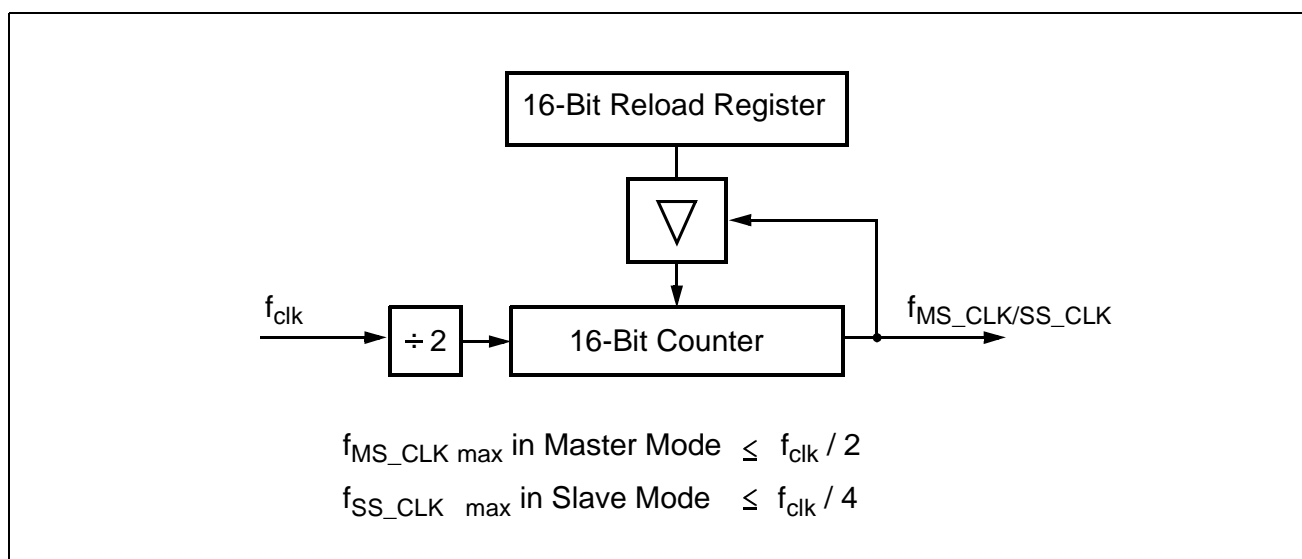 16-Bit Reload Register
f_clk
÷ 2
16-Bit Counter
f_MS_CLK/SS_CLK
f_MS_CLK max in Master Mode ≤ f_clk / 2
f_SS_CLK max in Slave Mode ≤ f_clk / 4